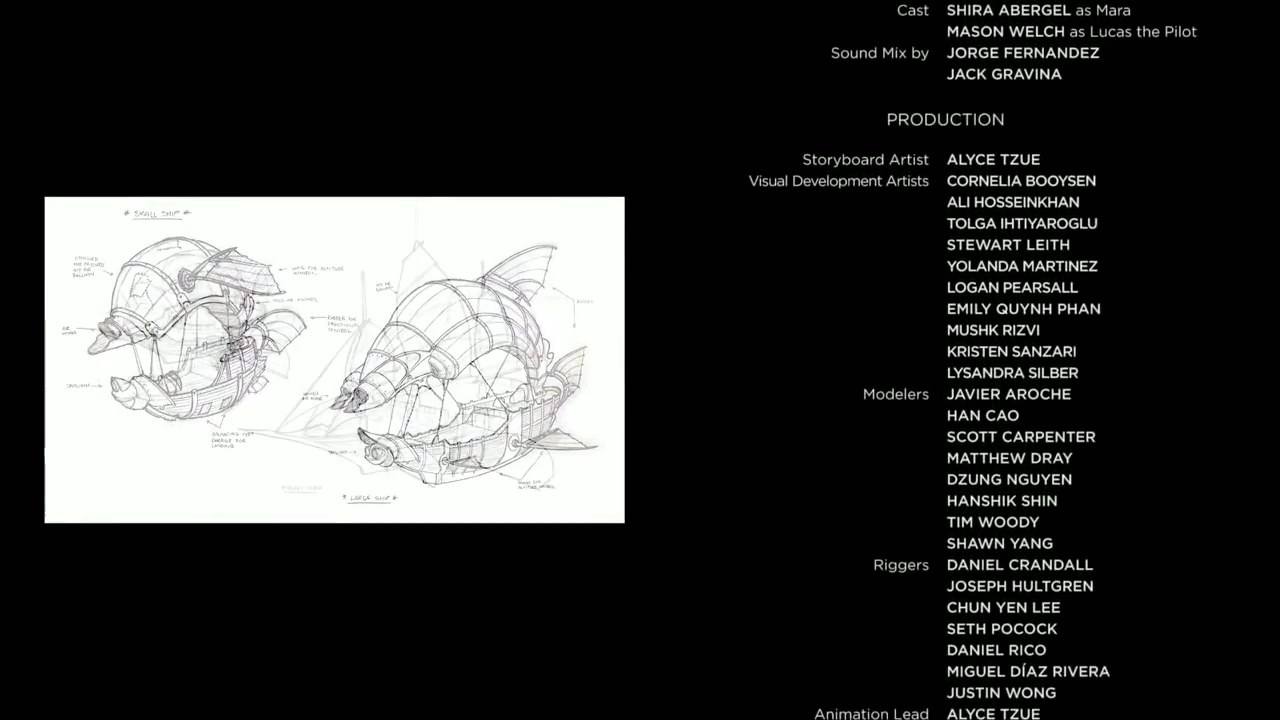 Cast SHIRA ABERGEL as Mara
MASON WELCH as Lucas the Pilot
Sound Mix by JORGE FERNANDEZ
JACK GRAVINA
PRODUCTION
Storyboard Artist ALYCE TZUE
Visual Development Artists CORNELIA BOOYSEN
ALI HOSSEINKHAN
TOLGA IHTIYAROGLU
STEWART LEITH
YOLANDA MARTINEZ
LOGAN PEARSALL
EMILY QUYNH PHAN
MUSHK RIZVI
KRISTEN SANZARI
LYSANDRA SILBER
Modelers JAVIER AROCHE
HAN CAO
SCOTT CARPENTER
MATTHEW DRAY
DZUNG NGUYEN
HANSHIK SHIN
TIM WOODY
SHAWN YANG
Riggers DANIEL CRANDALL
JOSEPH HULTGREN
CHUN YEN LEE
SETH POCOCK
DANIEL RICO
MIGUEL DÍAZ RIVERA
JUSTIN WONG
Animation Lead ALYCE TZUE
* SMALL SHIP *
* LARGE SHIP *